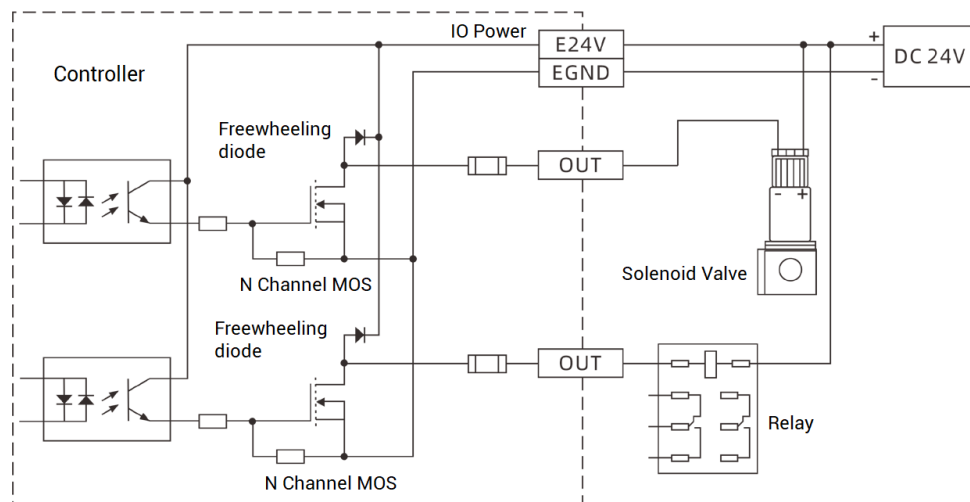 IO Power
E24V
+
DC 24V
EGND
-
Controller
Freewheeling
diode
OUT
- +
Solenoid Valve
N Channel MOS
Freewheeling
diode
OUT
Relay
N Channel MOS